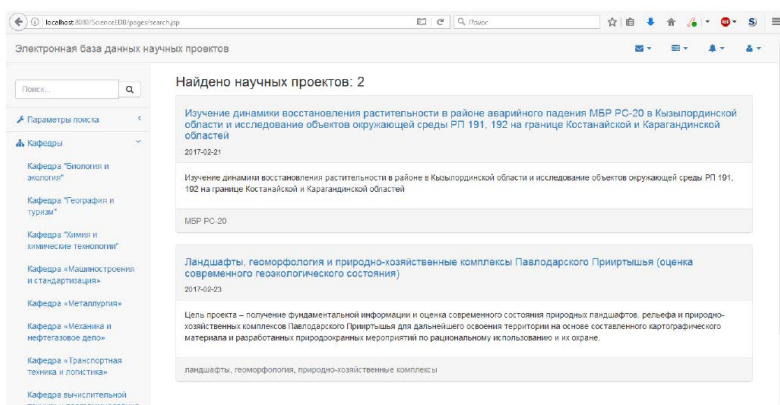 localhost:8080/ScienceEDB/pages/search.jsp
Поиск
Электронная база данных научных проектов
Поиск...
Параметры поиска
Кафедры
Кафедра "Биология и
экология"
Кафедра "География и
туризм"
Кафедра "Химия и
химические технологии"
Кафедра «Машиностроения
и стандартизация»
Кафедра «Металлургия»
Кафедра «Механика и
нефтегазовое дело»
Кафедра «Транспортная
техника и логистика»
Кафедра вычислительной
Найдено научных проектов: 2
Изучение динамики восстановления растительности в районе аварийного падения МБР РС-20 в Кызылординской
области и исследование объектов окружающей среды РП 191, 192 на границе Костанайской и Карагандинской
областей
2017-02-21
Изучение динамики восстановления растительности в районе в Кызылординской области и исследование объектов окружающей среды РП 191,
192 на границе Костанайской и Карагандинской областей
МБР РС-20
Ландшафты, геоморфология и природно-хозяйственные комплексы Павлодарского Прииртышья (оценка
современного геоэкологического состояния)
2017-02-23
Цель проекта – получение фундаментальной информации и оценка современного состояния природных ландшафтов, рельефа и природно-
хозяйственных комплексов Павлодарского Прииртышья для дальнейшего освоения территории на основе составленного картографического
материала и разработанных природоохранных мероприятий по рациональному использованию и их охране.
ландшафты, геоморфология, природно-хозяйственные комплексы